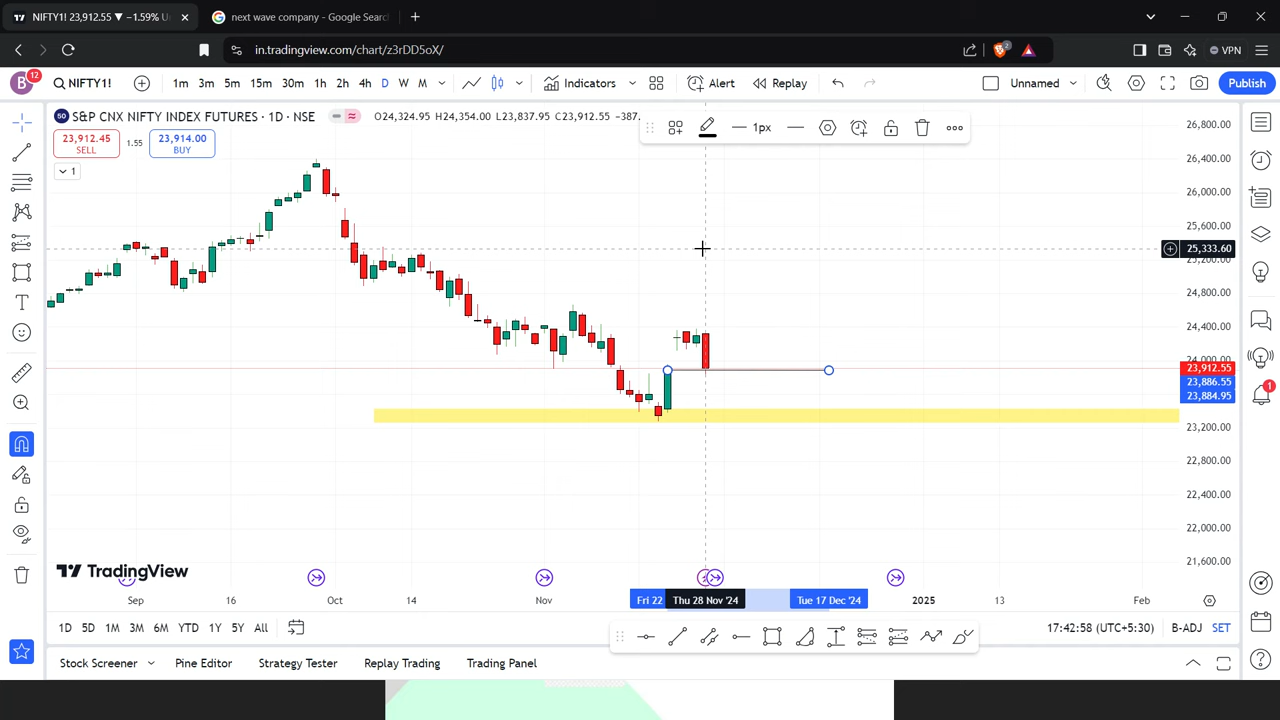 NIFTY1! 23,912.55 ▼ −1.59% U
next wave company - Google Searc
in.tradingview.com/chart/z3rDD5oX/
2
VPN
B
12
NIFTY1!
1m 3m 5m 15m 30m 1h 2h 4h D W M
Indicators
Alert
Replay
Unnamed
Publish
50
S&P CNX NIFTY INDEX FUTURES · 1D · NSE
O24,324.95 H24,354.00 L23,837.95 C23,912.55 −387.
23,912.45
SELL
1.55
23,914.00
BUY
1
1px
26,800.00
26,400.00
26,000.00
25,600.00
25,333.60
25,200.00
24,800.00
24,400.00
24,000.00
23,912.55
23,886.55
23,884.95
23,200.00
22,800.00
22,400.00
22,000.00
21,600.00
1
TradingView
Sep 16 Oct 14 Nov Fri 22 Thu 28 Nov '24 Tue 17 Dec '24 2025 13 Feb
1D 5D 1M 3M 6M YTD 1Y 5Y All
17:42:58 (UTC+5:30) B-ADJ SET
Stock Screener Pine Editor Strategy Tester Replay Trading Trading Panel